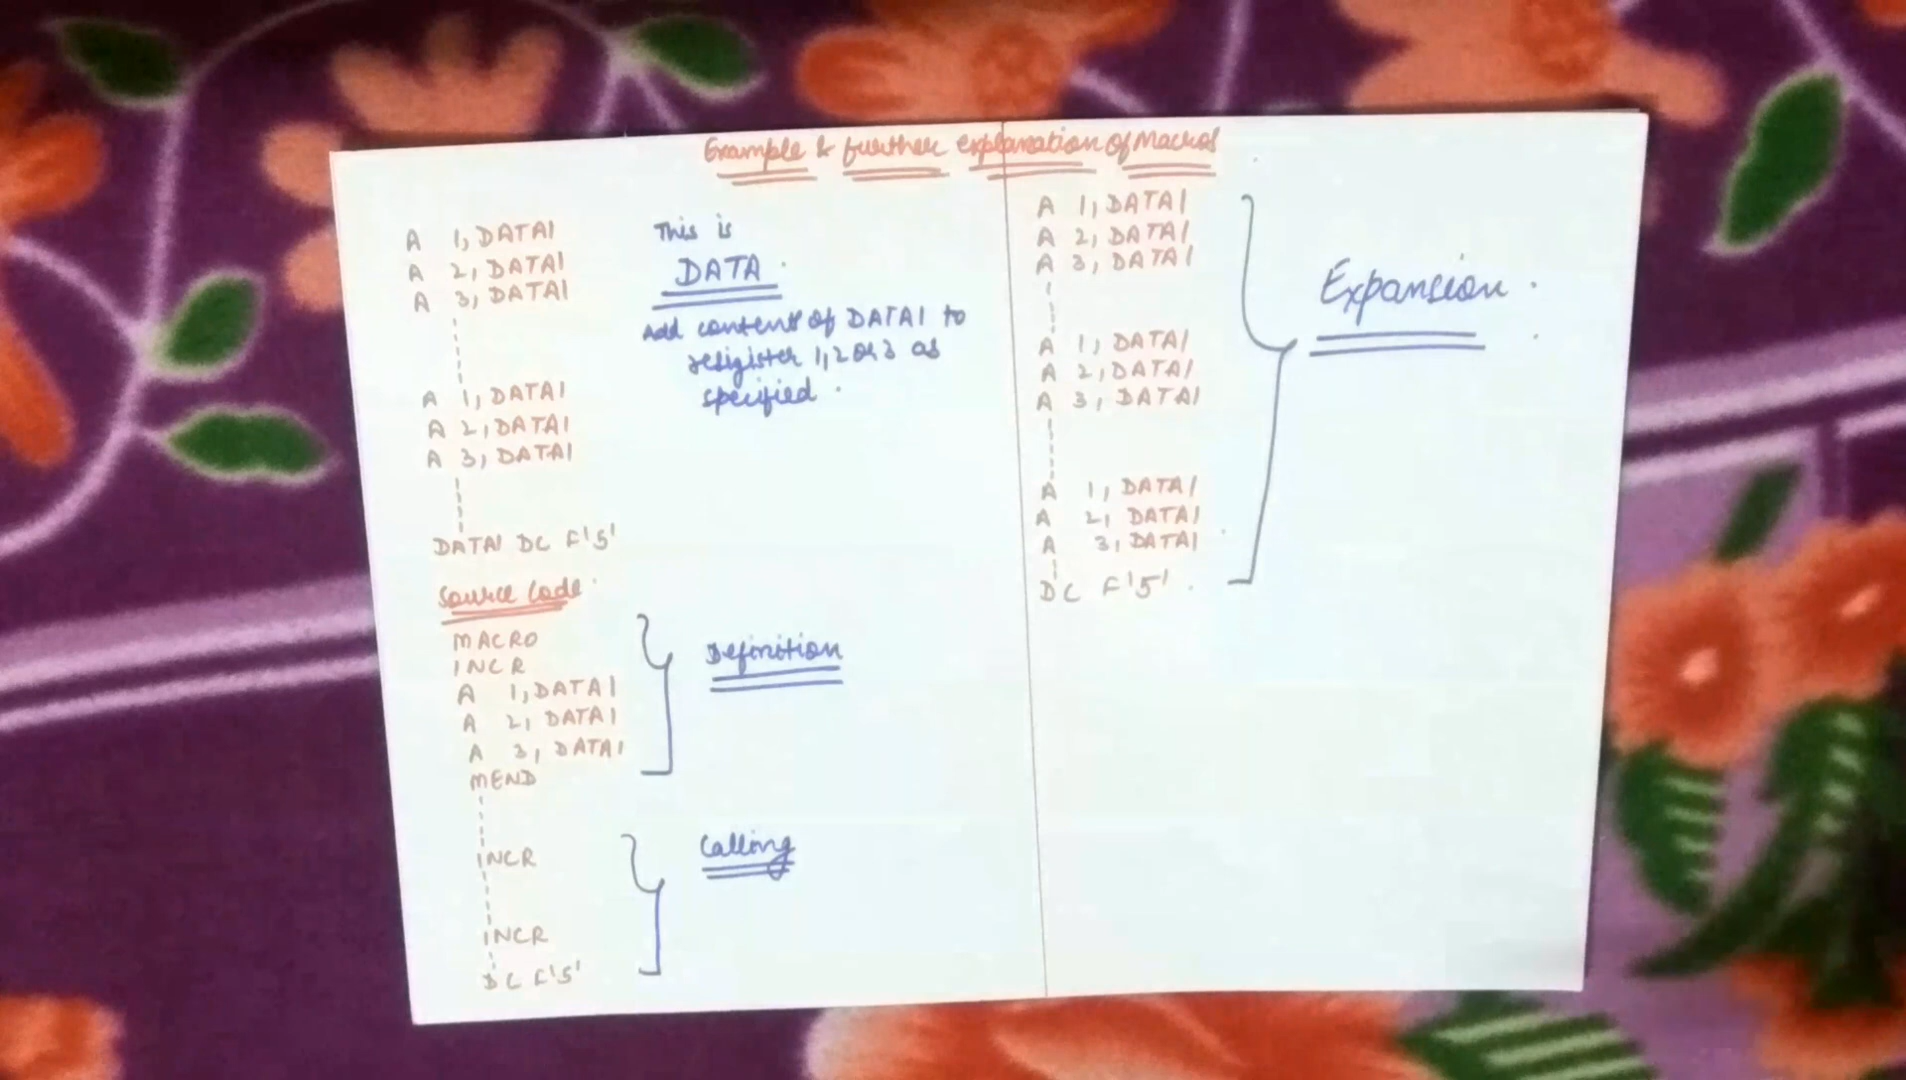 Example & further explanation of Macros
A 1, DATA1
A 2, DATA1
A 3, DATA1
A 1, DATA1
A 2, DATA1
A 3, DATA1
DATA1 DC F'5'
This is
DATA.
Add content of DATA1 to
resigister 1, 2 or 3 as
specified.
Source Code.
MACRO
INCR
A 1, DATA1
A 2, DATA1
A 3, DATA1
MEND
Definition
INCR
INCR
DC F'5'
Calling
A 1, DATA1
A 2, DATA1
A 3, DATA1
A 1, DATA1
A 2, DATA1
A 3, DATA1
A 1, DATA1
A 2, DATA1
A 3, DATA1
DC F'5'.
Expansion.